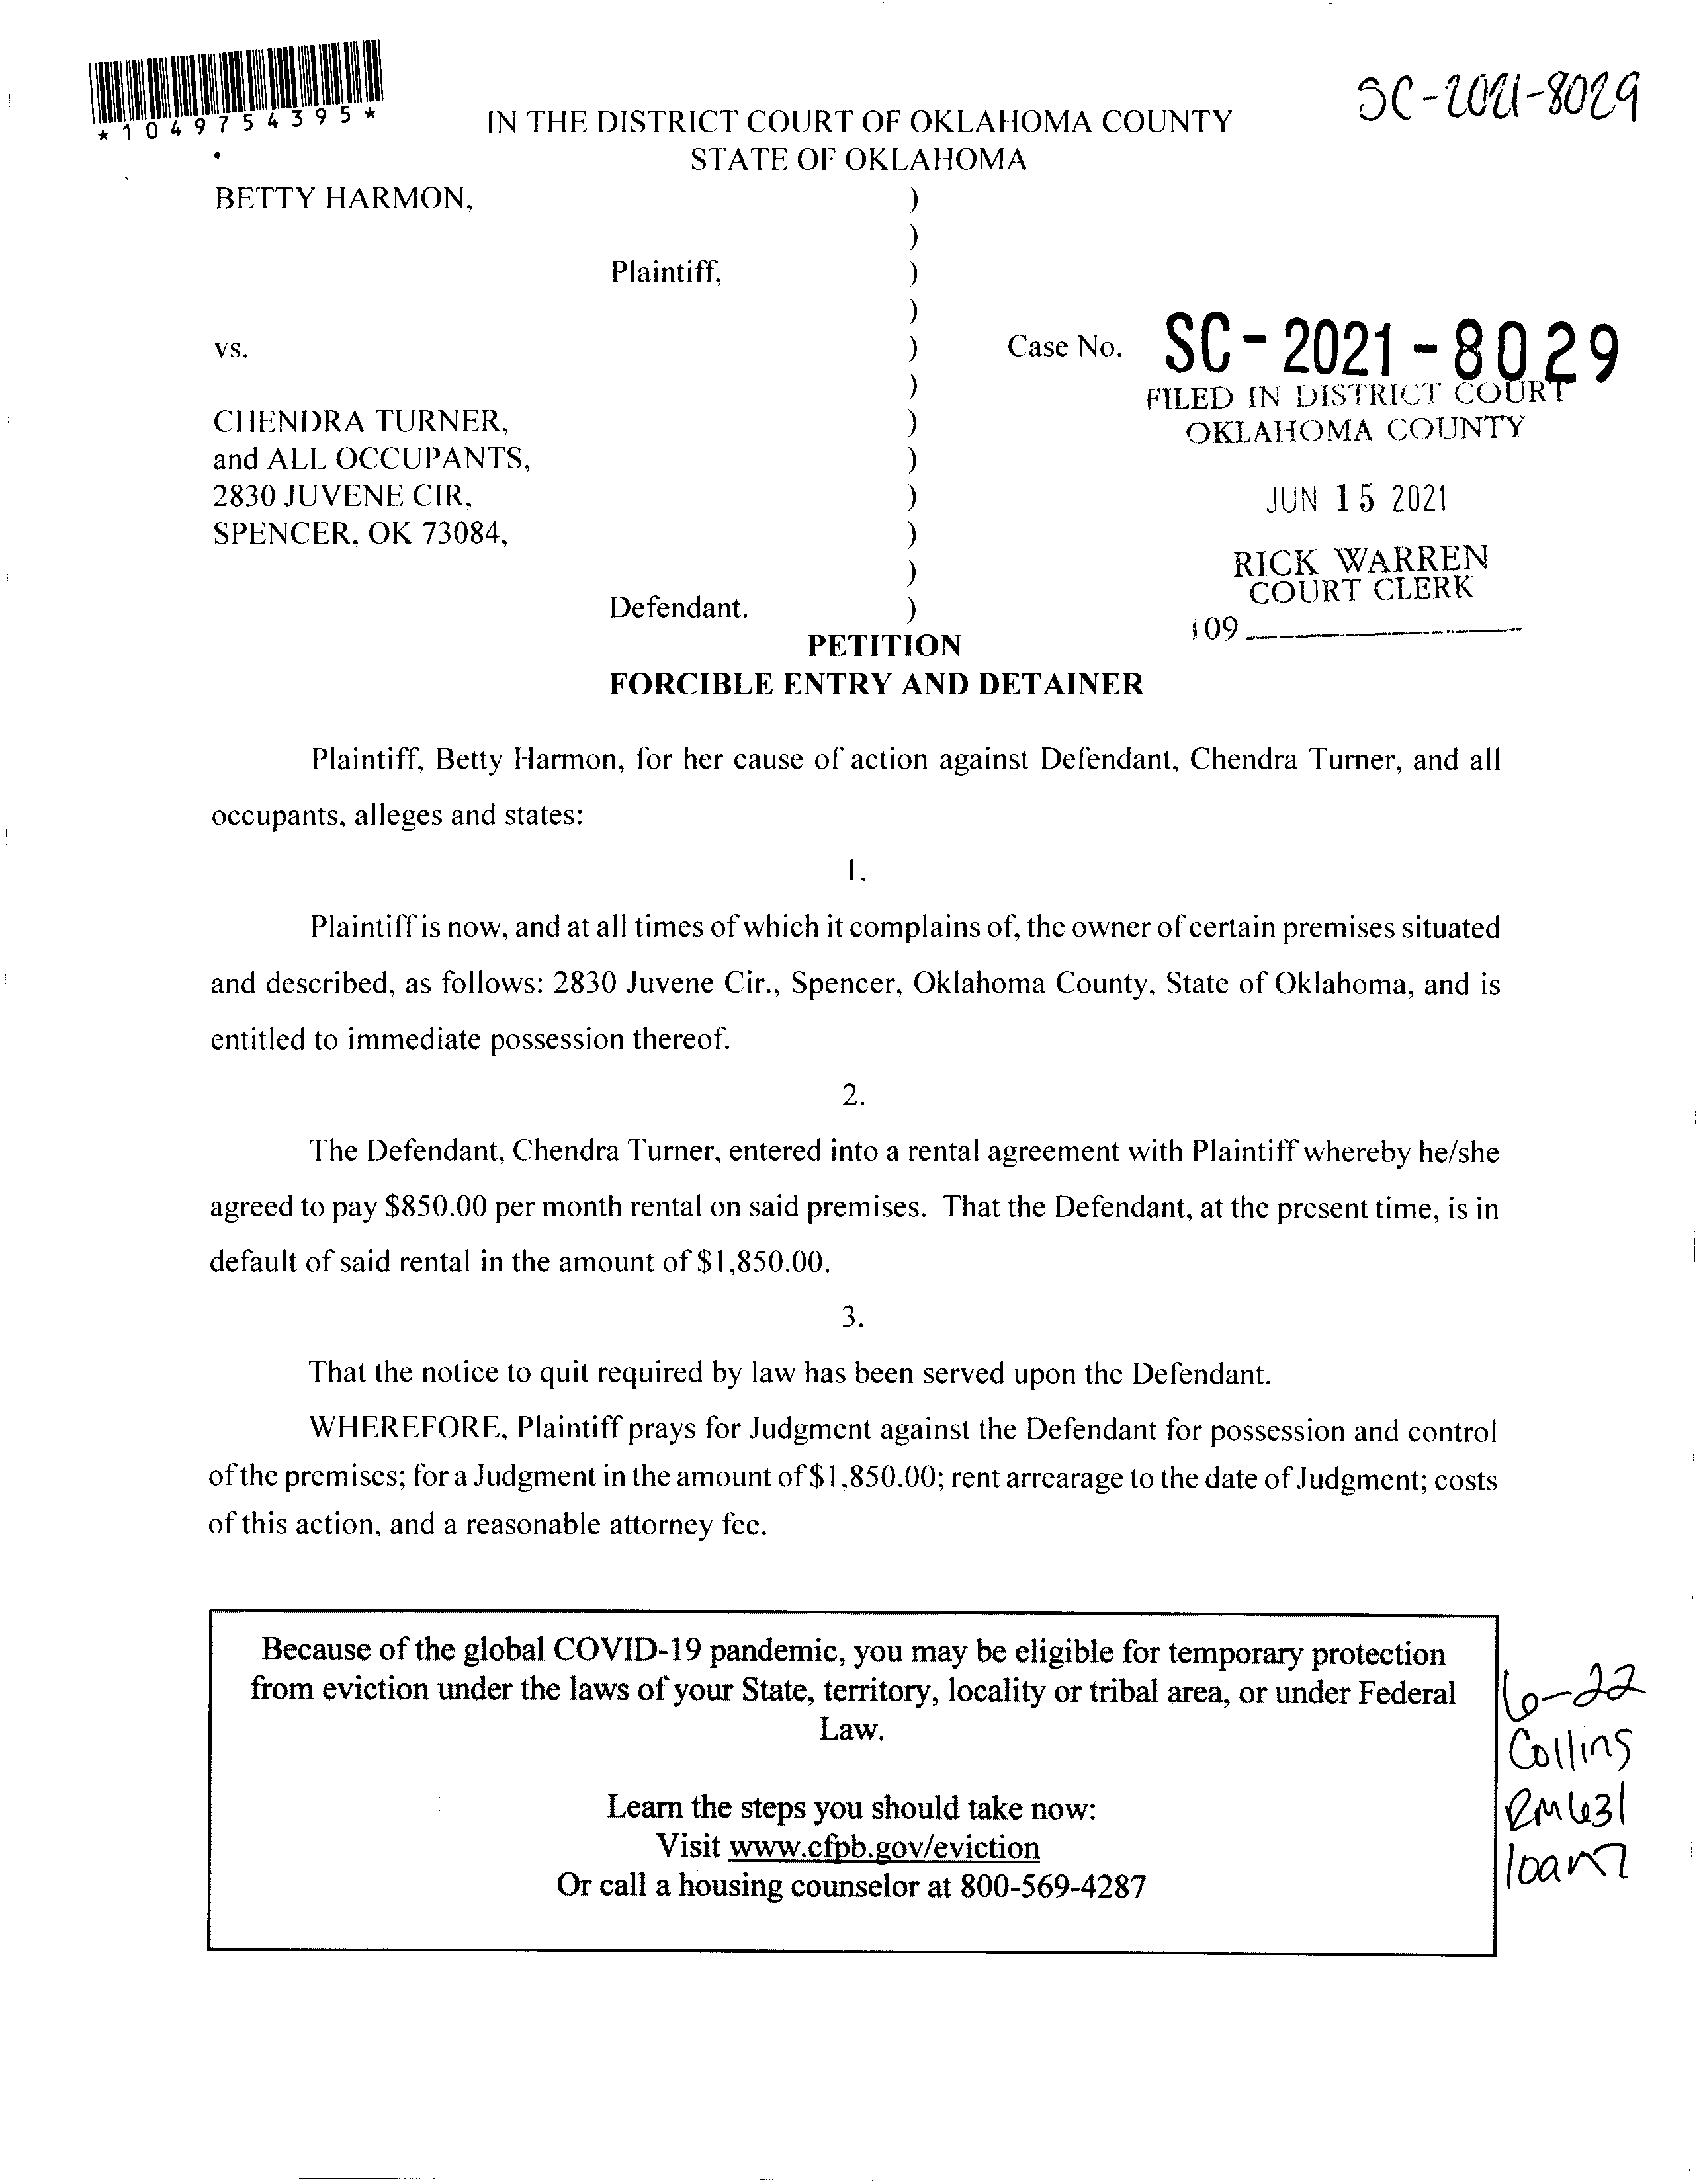 SC-2021-8029
*1049754395*
IN THE DISTRICT COURT OF OKLAHOMA COUNTY
STATE OF OKLAHOMA
BETTY HARMON, )
)
Plaintiff, )
)
vs. ) Case No. SC-2021-8029
) FILED IN DISTRICT COURT
CHENDRA TURNER, ) OKLAHOMA COUNTY
and ALL OCCUPANTS, )
2830 JUVENE CIR, ) JUN 15 2021
SPENCER, OK 73084, )
) RICK WARREN
COURT CLERK
Defendant. )
109
PETITION
FORCIBLE ENTRY AND DETAINER
Plaintiff, Betty Harmon, for her cause of action against Defendant, Chendra Turner, and all
occupants, alleges and states:
1.
Plaintiff is now, and at all times of which it complains of, the owner of certain premises situated
and described, as follows: 2830 Juvene Cir., Spencer, Oklahoma County, State of Oklahoma, and is
entitled to immediate possession thereof.
2.
The Defendant, Chendra Turner, entered into a rental agreement with Plaintiff whereby he/she
agreed to pay $850.00 per month rental on said premises. That the Defendant, at the present time, is in
default of said rental in the amount of $1,850.00.
3.
That the notice to quit required by law has been served upon the Defendant.
WHEREFORE, Plaintiff prays for Judgment against the Defendant for possession and control
of the premises; for a Judgment in the amount of $1,850.00; rent arrearage to the date of Judgment; costs
of this action, and a reasonable attorney fee.
Because of the global COVID-19 pandemic, you may be eligible for temporary protection
from eviction under the laws of your State, territory, locality or tribal area, or under Federal
Law.
Learn the steps you should take now:
Visit www.cfpb.gov/eviction
Or call a housing counselor at 800-569-4287
6-22
Collins
RM 631
10am